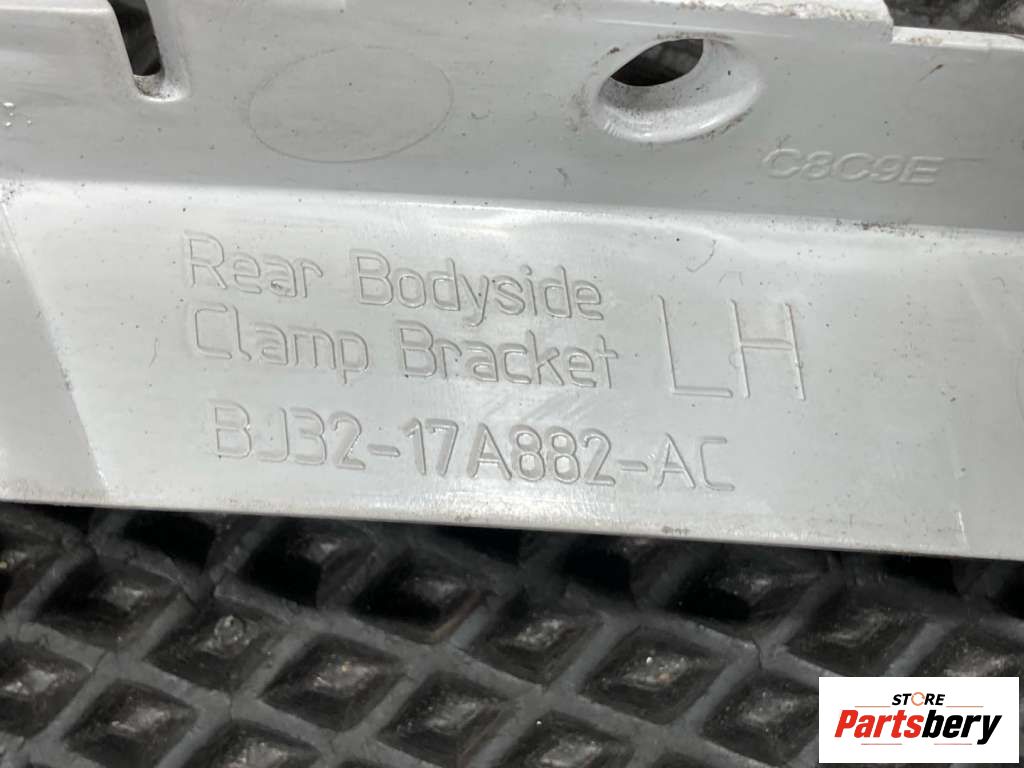 C8C9E
Rear Bodyside
Clamp Bracket LH
BJ32-17A882-AC
STORE
Partsbery